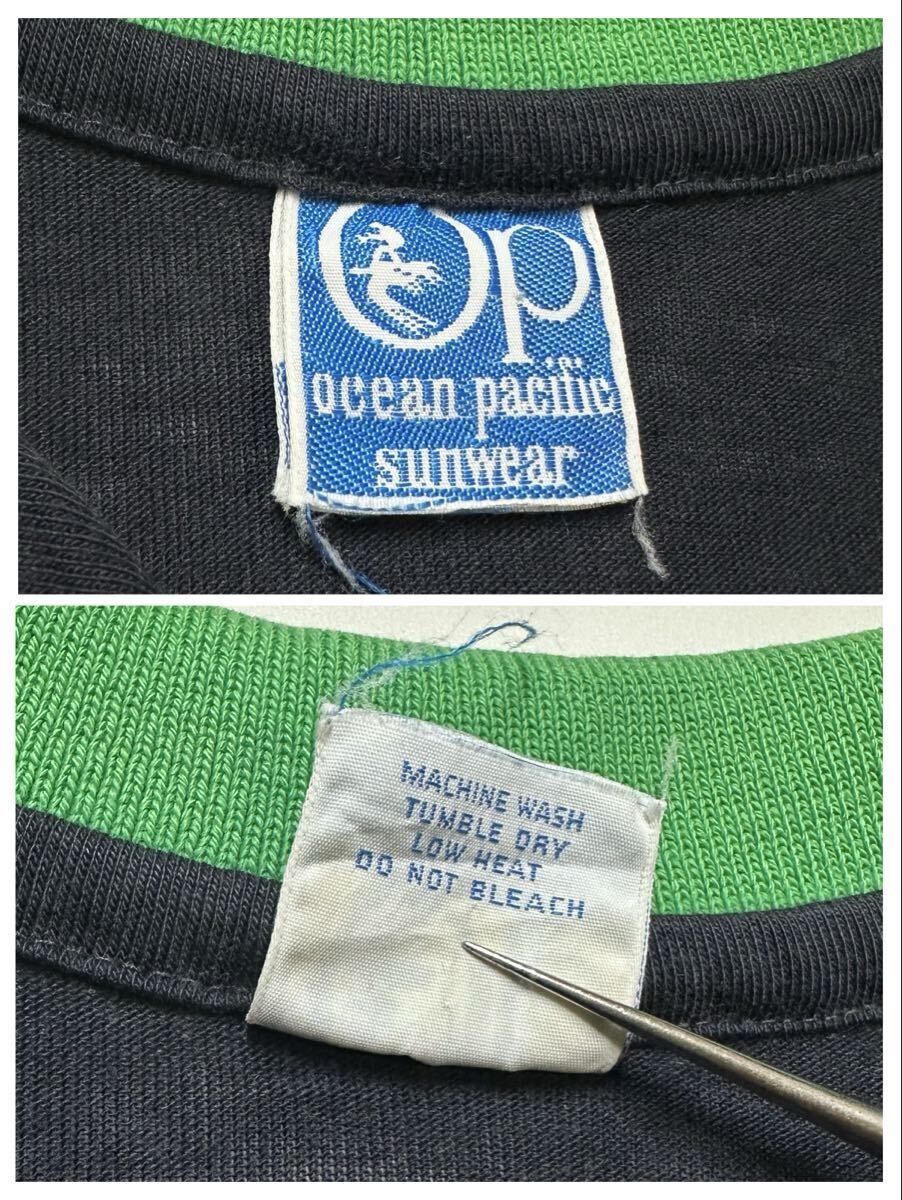 Op
ocean pacific
sunwear
MACHINE WASH
TUMBLE DRY
LOW HEAT
DO NOT BLEACH